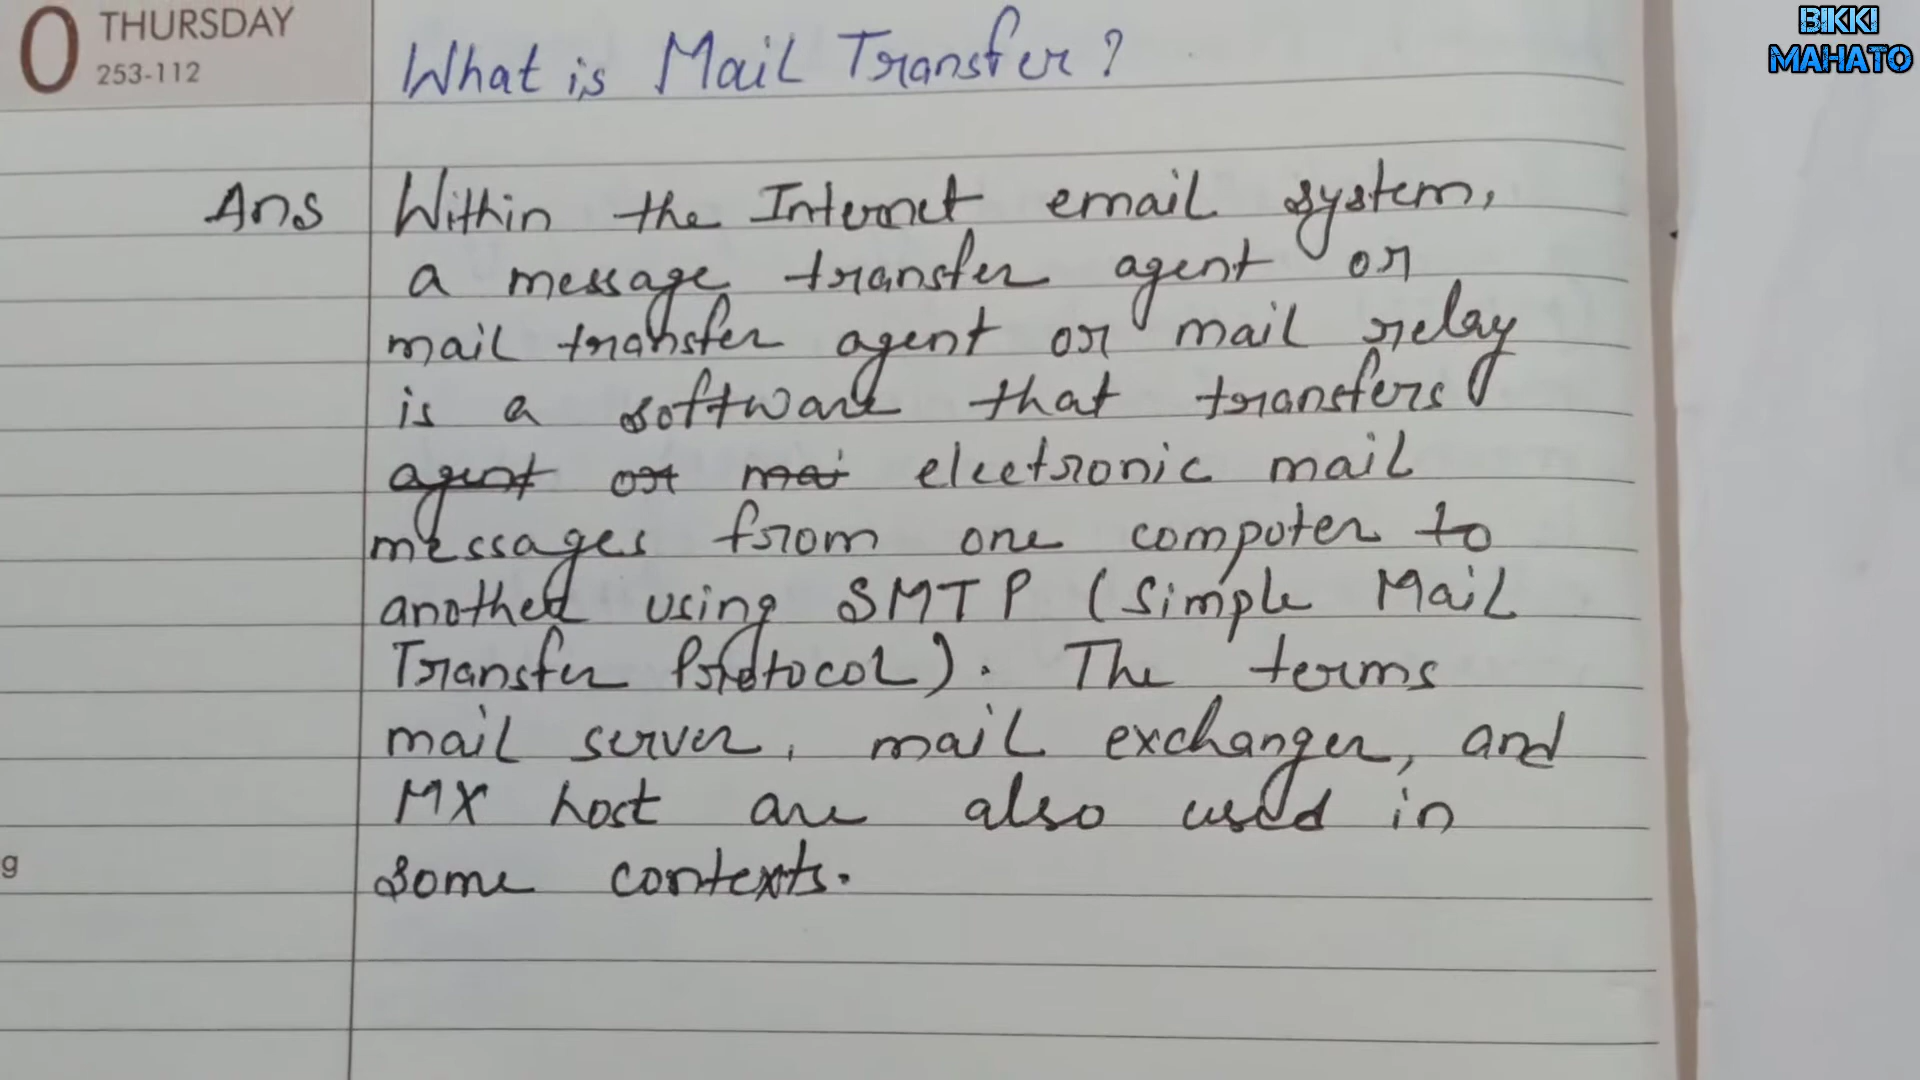 0 THURSDAY
253-112
BIKKI
MAHATO
What is Mail Transfer?
Ans Within the Internet email system,
a message transfer agent or
mail transfer agent or mail relay
is a software that transfers
agent or mai electronic mail
messages from one computer to
another using SMTP (Simple Mail
Transfer Protocol). The terms
mail server, mail exchanger, and
MX host are also used in
g
some contexts.